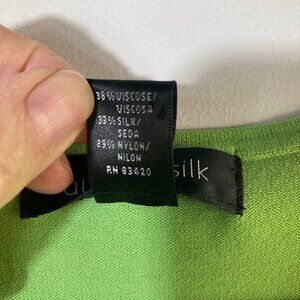 38% VISCOSE/
VISCOSA
33% SILK/
SEDA
29% NYLON/
NILON
RN 83420
silk